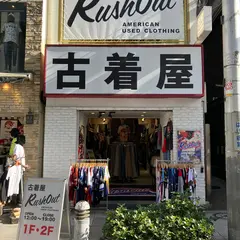 RushOut
AMERICAN
USED CLOTHING
古着屋
古着屋
RushOut
1F・2F